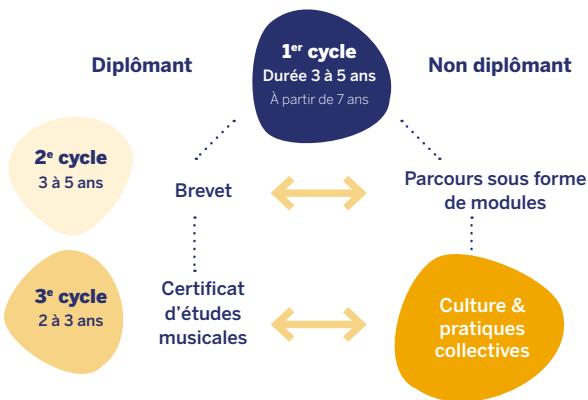 1er cycle
Durée 3 à 5 ans
À partir de 7 ans
Diplômant
Non diplômant
2e cycle
3 à 5 ans
Brevet
Parcours sous forme
de modules
3e cycle
2 à 3 ans
Certificat
d'études
musicales
Culture &
pratiques
collectives